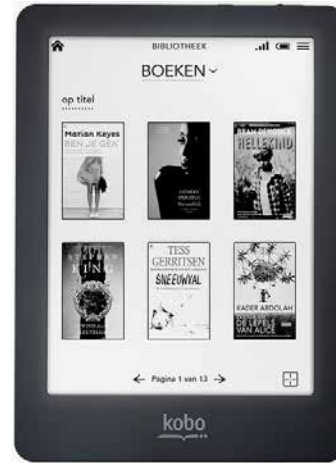 BIBLIOTHEEK
BOEKEN
op titel
Marian Keyes
BEN JE GEK
BRAM DEHOUCK
HELLEKIND
STEPHEN
KING
TESS
GERRITSEN
SNEEUWVAL
KADER ABDOLAH
DE LEPEL
VAN ALICE
← Pagina 1 van 13 →
kobo